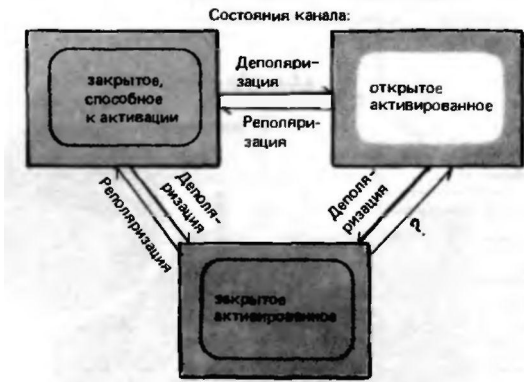 Состояния канала:
закрытое,
способное
к активации
Деполяри-
зация
Реполяри-
зация
открытое
активированное
Реполяризация
Деполя-
ризация
Деполя-
ризация
?
закрытое
активированное